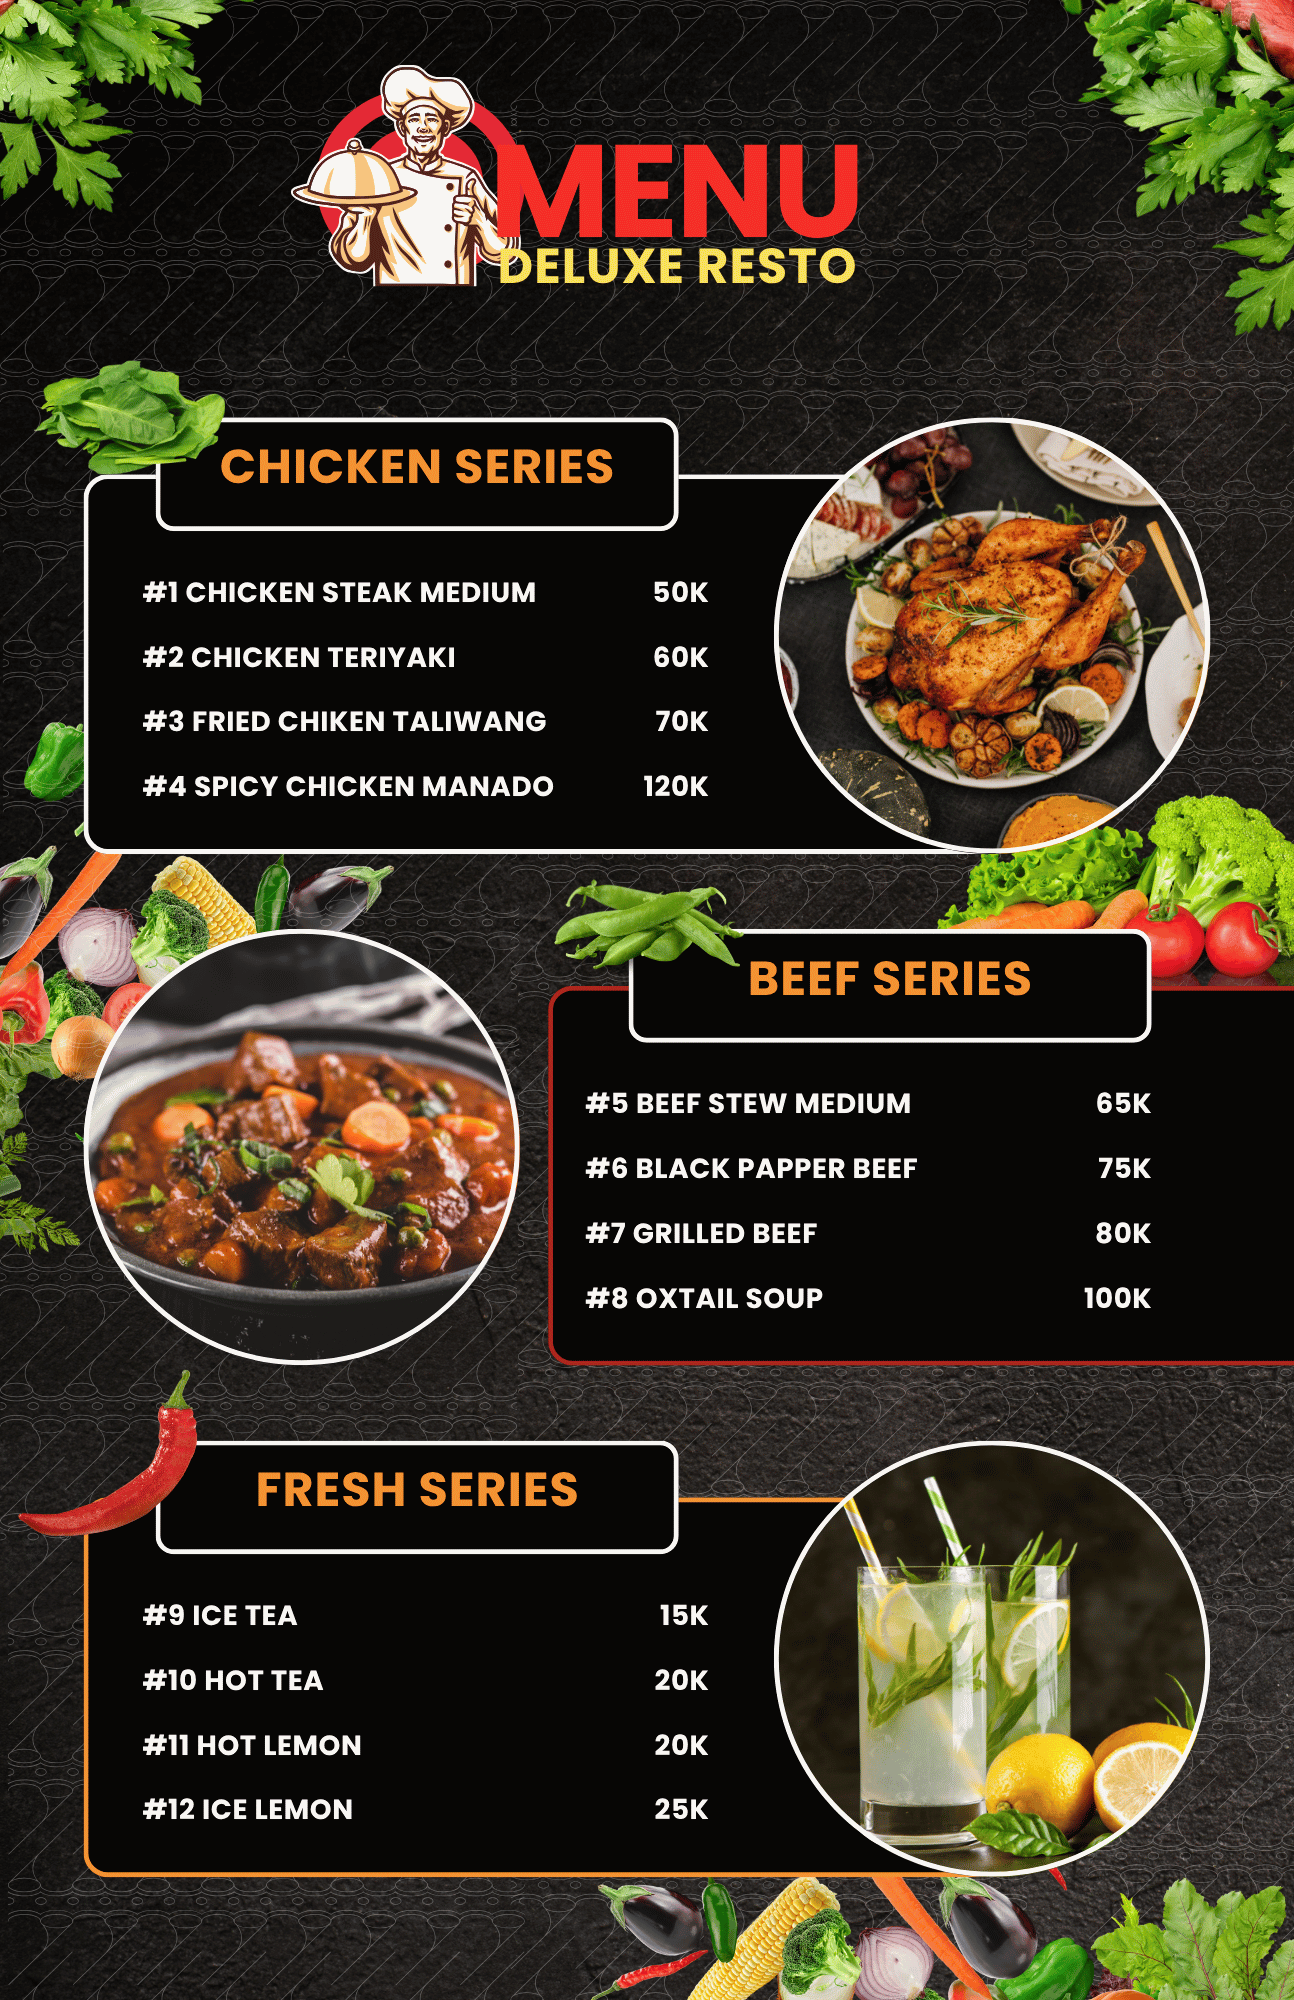 MENU
DELUXE RESTO
CHICKEN SERIES
#1 CHICKEN STEAK MEDIUM 50K
#2 CHICKEN TERIYAKI 60K
#3 FRIED CHIKEN TALIWANG 70K
#4 SPICY CHICKEN MANADO 120K
BEEF SERIES
#5 BEEF STEW MEDIUM 65K
#6 BLACK PAPPER BEEF 75K
#7 GRILLED BEEF 80K
#8 OXTAIL SOUP 100K
FRESH SERIES
#9 ICE TEA 15K
#10 HOT TEA 20K
#11 HOT LEMON 20K
#12 ICE LEMON 25K